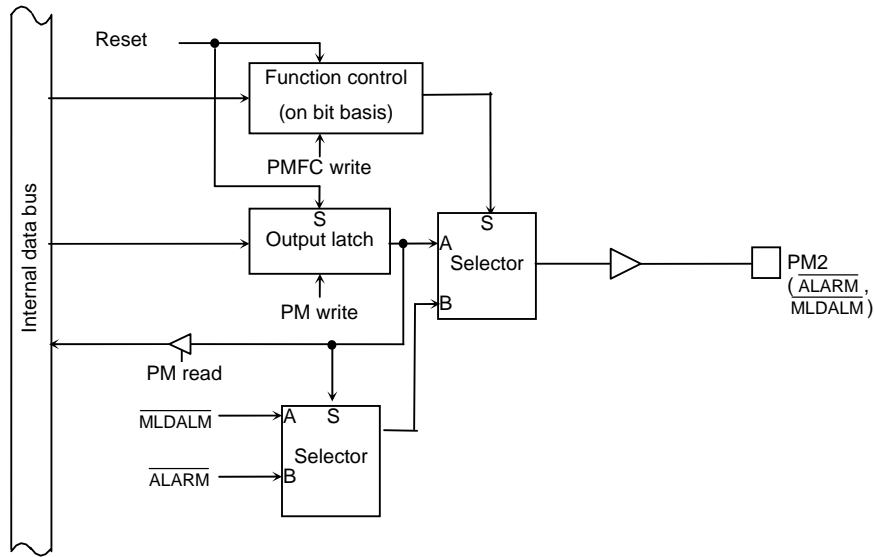 Reset
Function control
(on bit basis)
PMFC write
Internal data bus
S
Output latch
PM write
S
A
Selector
B
PM2
(ALARM,
MLDALM)
PM read
MLDALM
A
S
Selector
ALARM
B